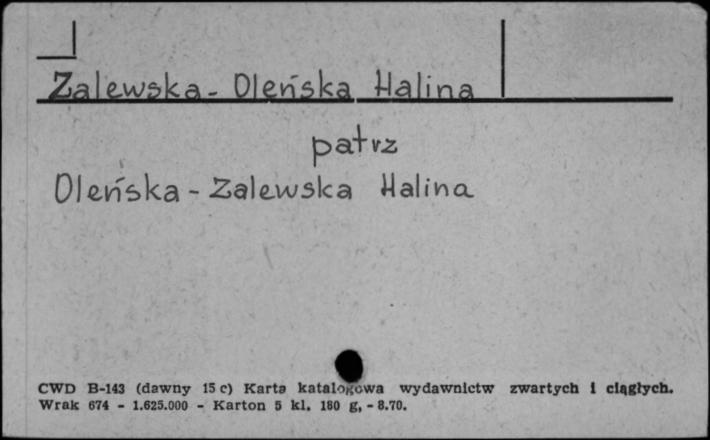 Zalewska - Oleńska Halina
patrz
Oleńska - Zalewska Halina
CWD B-143 (dawny 15 c) Karta katalogowa wydawnictw zwartych i ciągłych.
Wrak 674 - 1.625.000 - Karton 5 kl. 180 g, - 8.70.